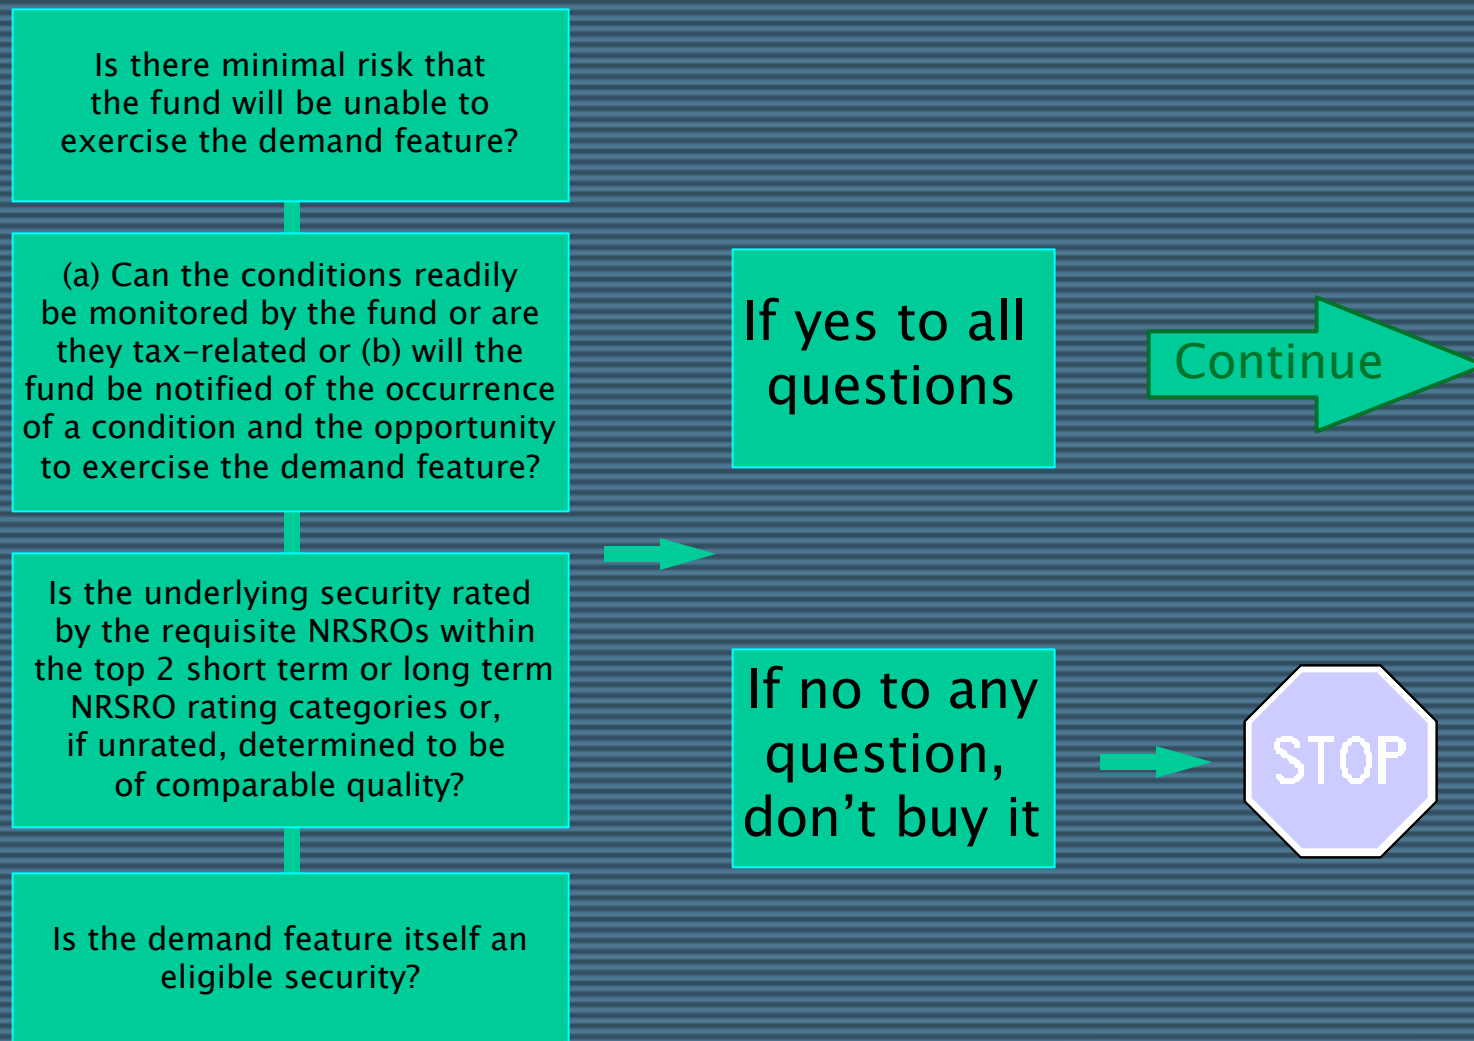 Is there minimal risk that
the fund will be unable to
exercise the demand feature?
(a) Can the conditions readily
be monitored by the fund or are
they tax-related or (b) will the
fund be notified of the occurrence
of a condition and the opportunity
to exercise the demand feature?
Is the underlying security rated
by the requisite NRSROs within
the top 2 short term or long term
NRSRO rating categories or,
if unrated, determined to be
of comparable quality?
Is the demand feature itself an
eligible security?
If yes to all
questions
Continue
If no to any
question,
don't buy it
STOP